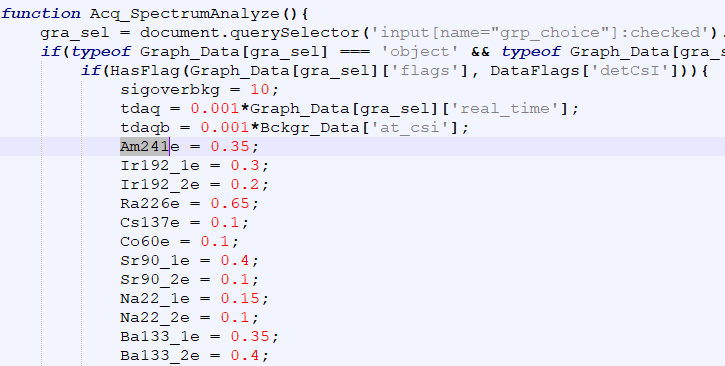 function Acq_SpectrumAnalyze(){
gra_sel = document.querySelector('input[name="grp_choice"]:checked').
if(typeof Graph_Data[gra_sel] === 'object' && typeof Graph_Data[gra_s
if(HasFlag(Graph_Data[gra_sel]['flags'], DataFlags['detCsI'])){
sigoverbkg = 10;
tdaq = 0.001*Graph_Data[gra_sel]['real_time'];
tdaqb = 0.001*Bckgr_Data['at_csi'];
Am241e = 0.35;
Ir192_1e = 0.3;
Ir192_2e = 0.2;
Ra226e = 0.65;
Cs137e = 0.1;
Co60e = 0.1;
Sr90_1e = 0.4;
Sr90_2e = 0.1;
Na22_1e = 0.15;
Na22_2e = 0.1;
Ba133_1e = 0.35;
Ba133_2e = 0.4;